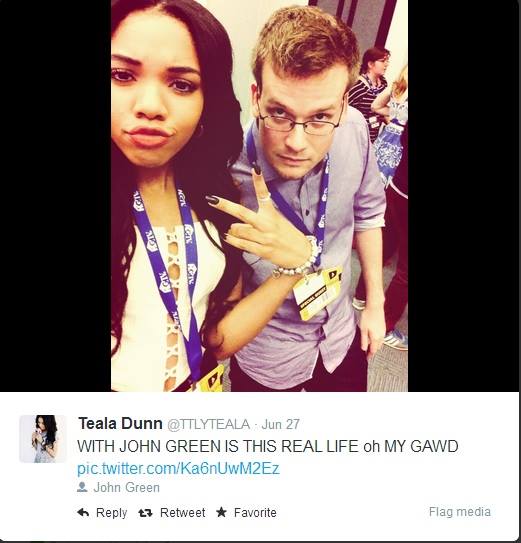 Teala Dunn @TTLYTEALA · Jun 27
WITH JOHN GREEN IS THIS REAL LIFE oh MY GAWD
pic.twitter.com/Ka6nUwM2Ez
John Green
Reply Retweet Favorite Flag media